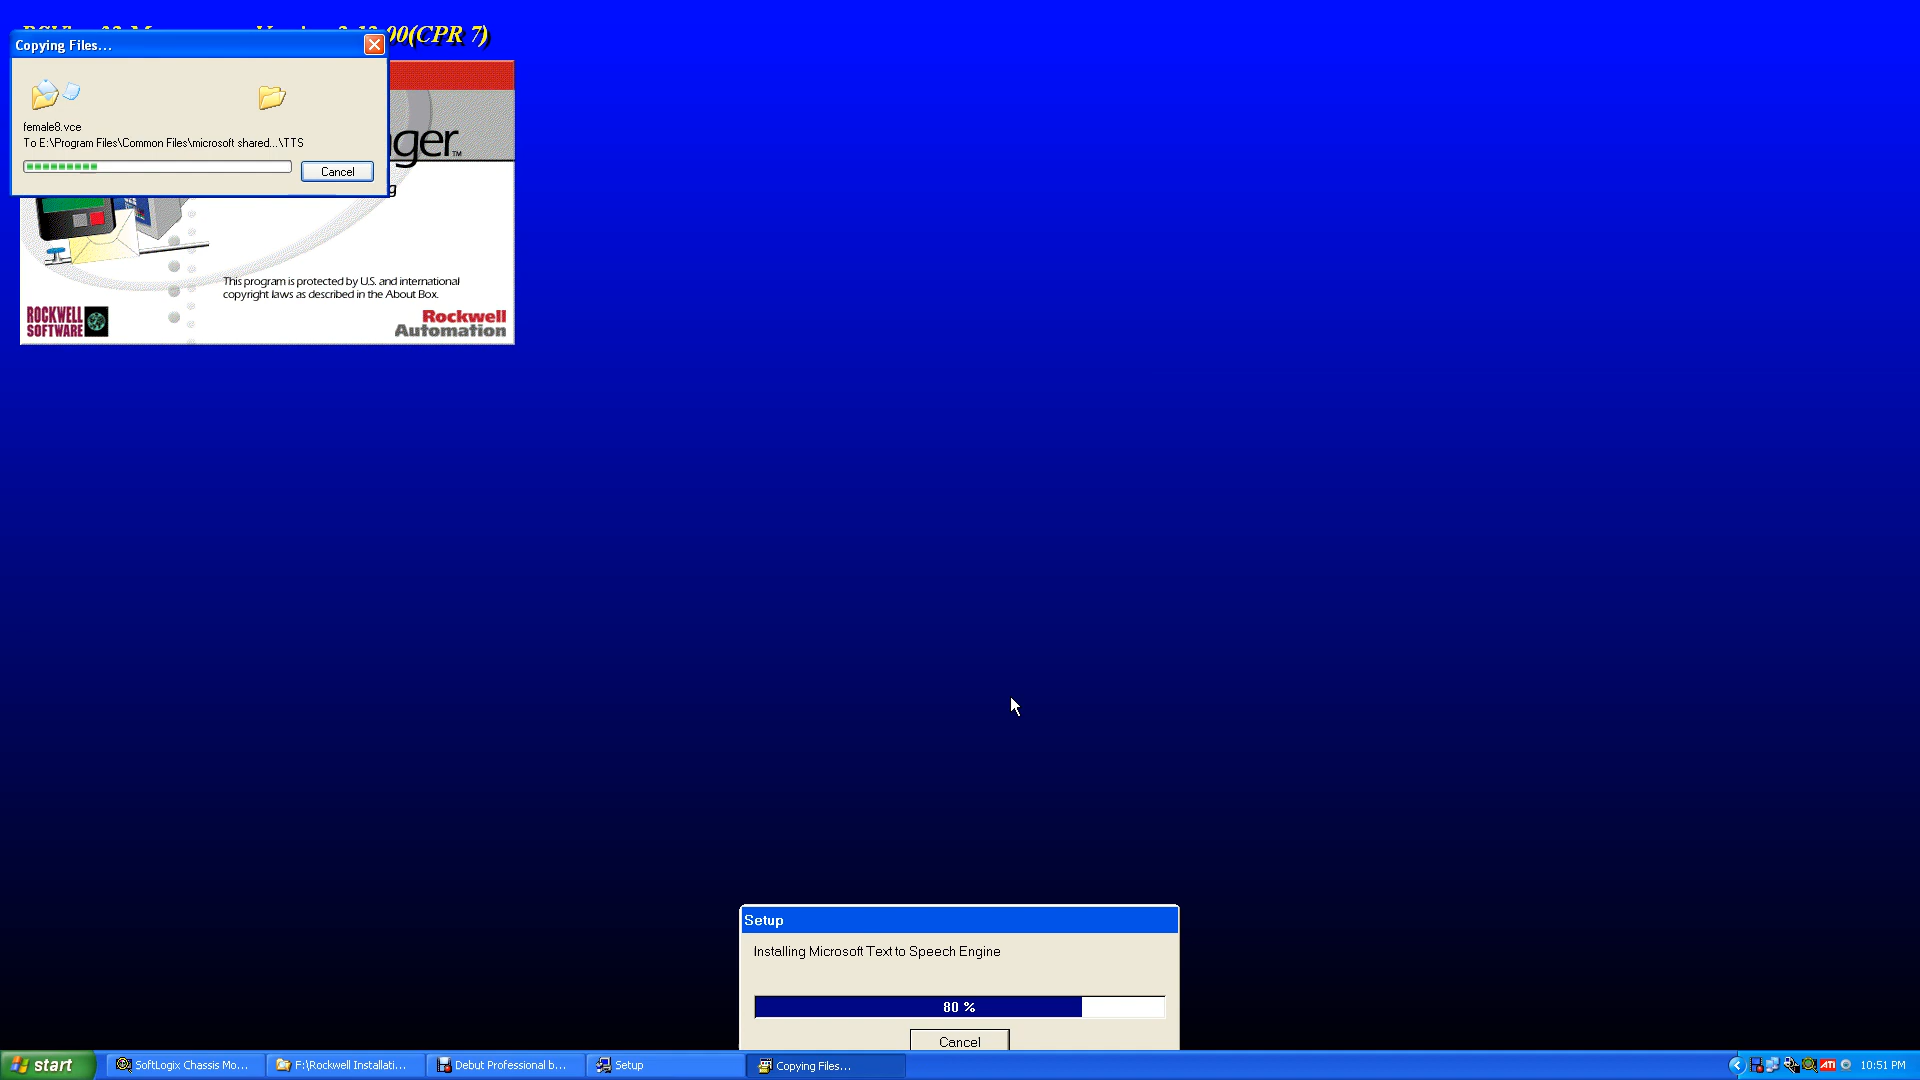 00(CPR 7)
Copying Files...
female8.vce
To E:\Program Files\Common Files\microsoft shared...\TTS
Cancel
ger™
g
This program is protected by U.S. and international
copyright laws as described in the About Box.
ROCKWELL
SOFTWARE
Rockwell
Automation
Setup
Installing Microsoft Text to Speech Engine
80 %
Cancel
start
SoftLogix Chassis Mo...
F:\Rockwell Installati...
Debut Professional b...
Setup
Copying Files...
ATI
10:51 PM